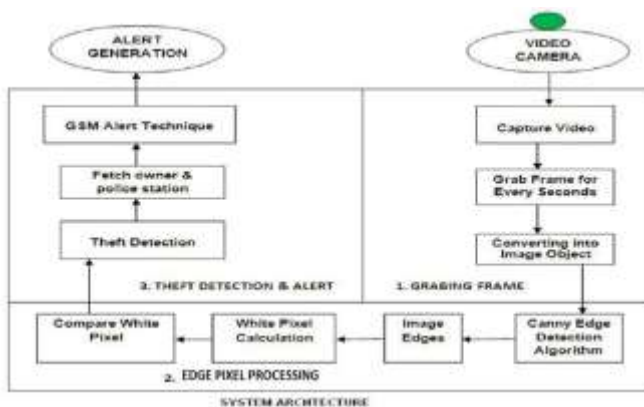 ALERT
GENERATION
VIDEO
CAMERA
GSM Alert Technique
Capture Video
Fetch owner &
police station
Grab Frame for
Every Seconds
Theft Detection
Converting into
Image Object
3. THEFT DETECTION & ALERT
1. GRABING FRAME
Compare White
Pixel
White Pixel
Calculation
Image
Edges
Canny Edge
Detection
Algorithm
2. EDGE PIXEL PROCESSING
SYSTEM ARCHTECTURE